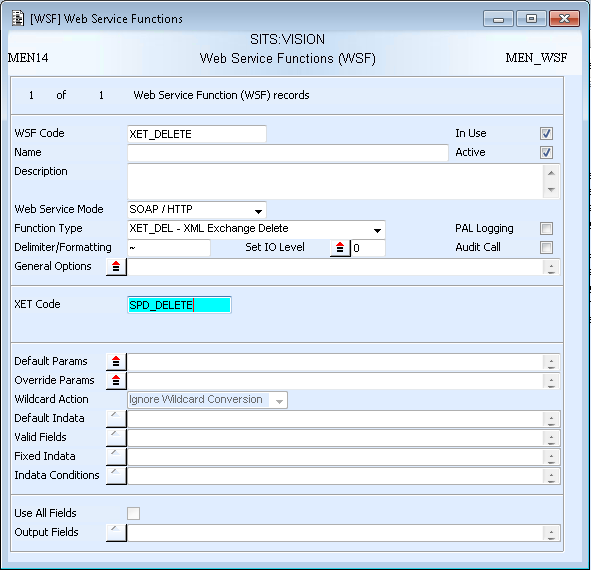 [WSF] Web Service Functions
SITS:VISION
MEN14 Web Service Functions (WSF) MEN_WSF
1 of 1 Web Service Function (WSF) records
WSF Code XET_DELETE In Use
Name Active
Description
Web Service Mode SOAP / HTTP
Function Type XET_DEL - XML Exchange Delete PAL Logging
Delimiter/Formatting ~ Set IO Level 0 Audit Call
General Options
XET Code SPD_DELETE
Default Params
Override Params
Wildcard Action Ignore Wildcard Conversion
Default Indata
Valid Fields
Fixed Indata
Indata Conditions
Use All Fields
Output Fields